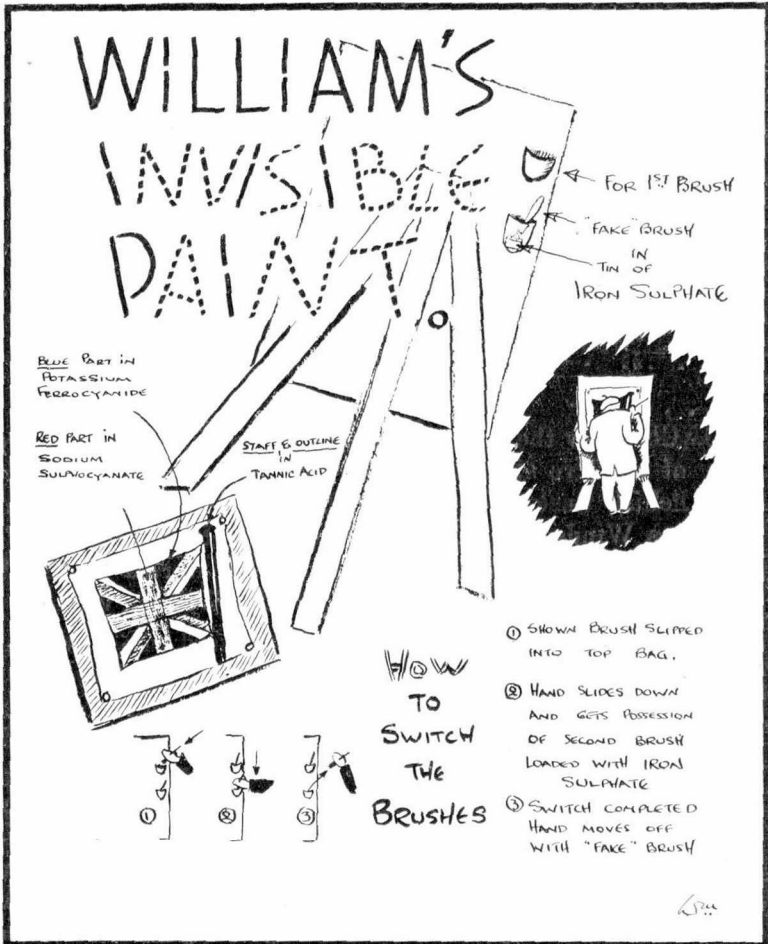 WILLIAM'S
INVISIBLE
PAINT
FOR 1ST BRUSH
"FAKE" BRUSH
IN
TIN OF
IRON SULPHATE
BLUE PART IN
POTASSIUM
FERROCYANIDE
RED PART IN
SODIUM
SULPHOCYANATE
STAFF & OUTLINE
IN
TANNIC ACID
HOW
TO
SWITCH
THE
BRUSHES
① SHOWN BRUSH SLIPPED
INTO TOP BAG.
② HAND SLIDES DOWN
AND GETS POSSESSION
OF SECOND BRUSH
LOADED WITH IRON
SULPHATE
③ SWITCH COMPLETED
HAND MOVES OFF
WITH "FAKE" BRUSH
①
②
③